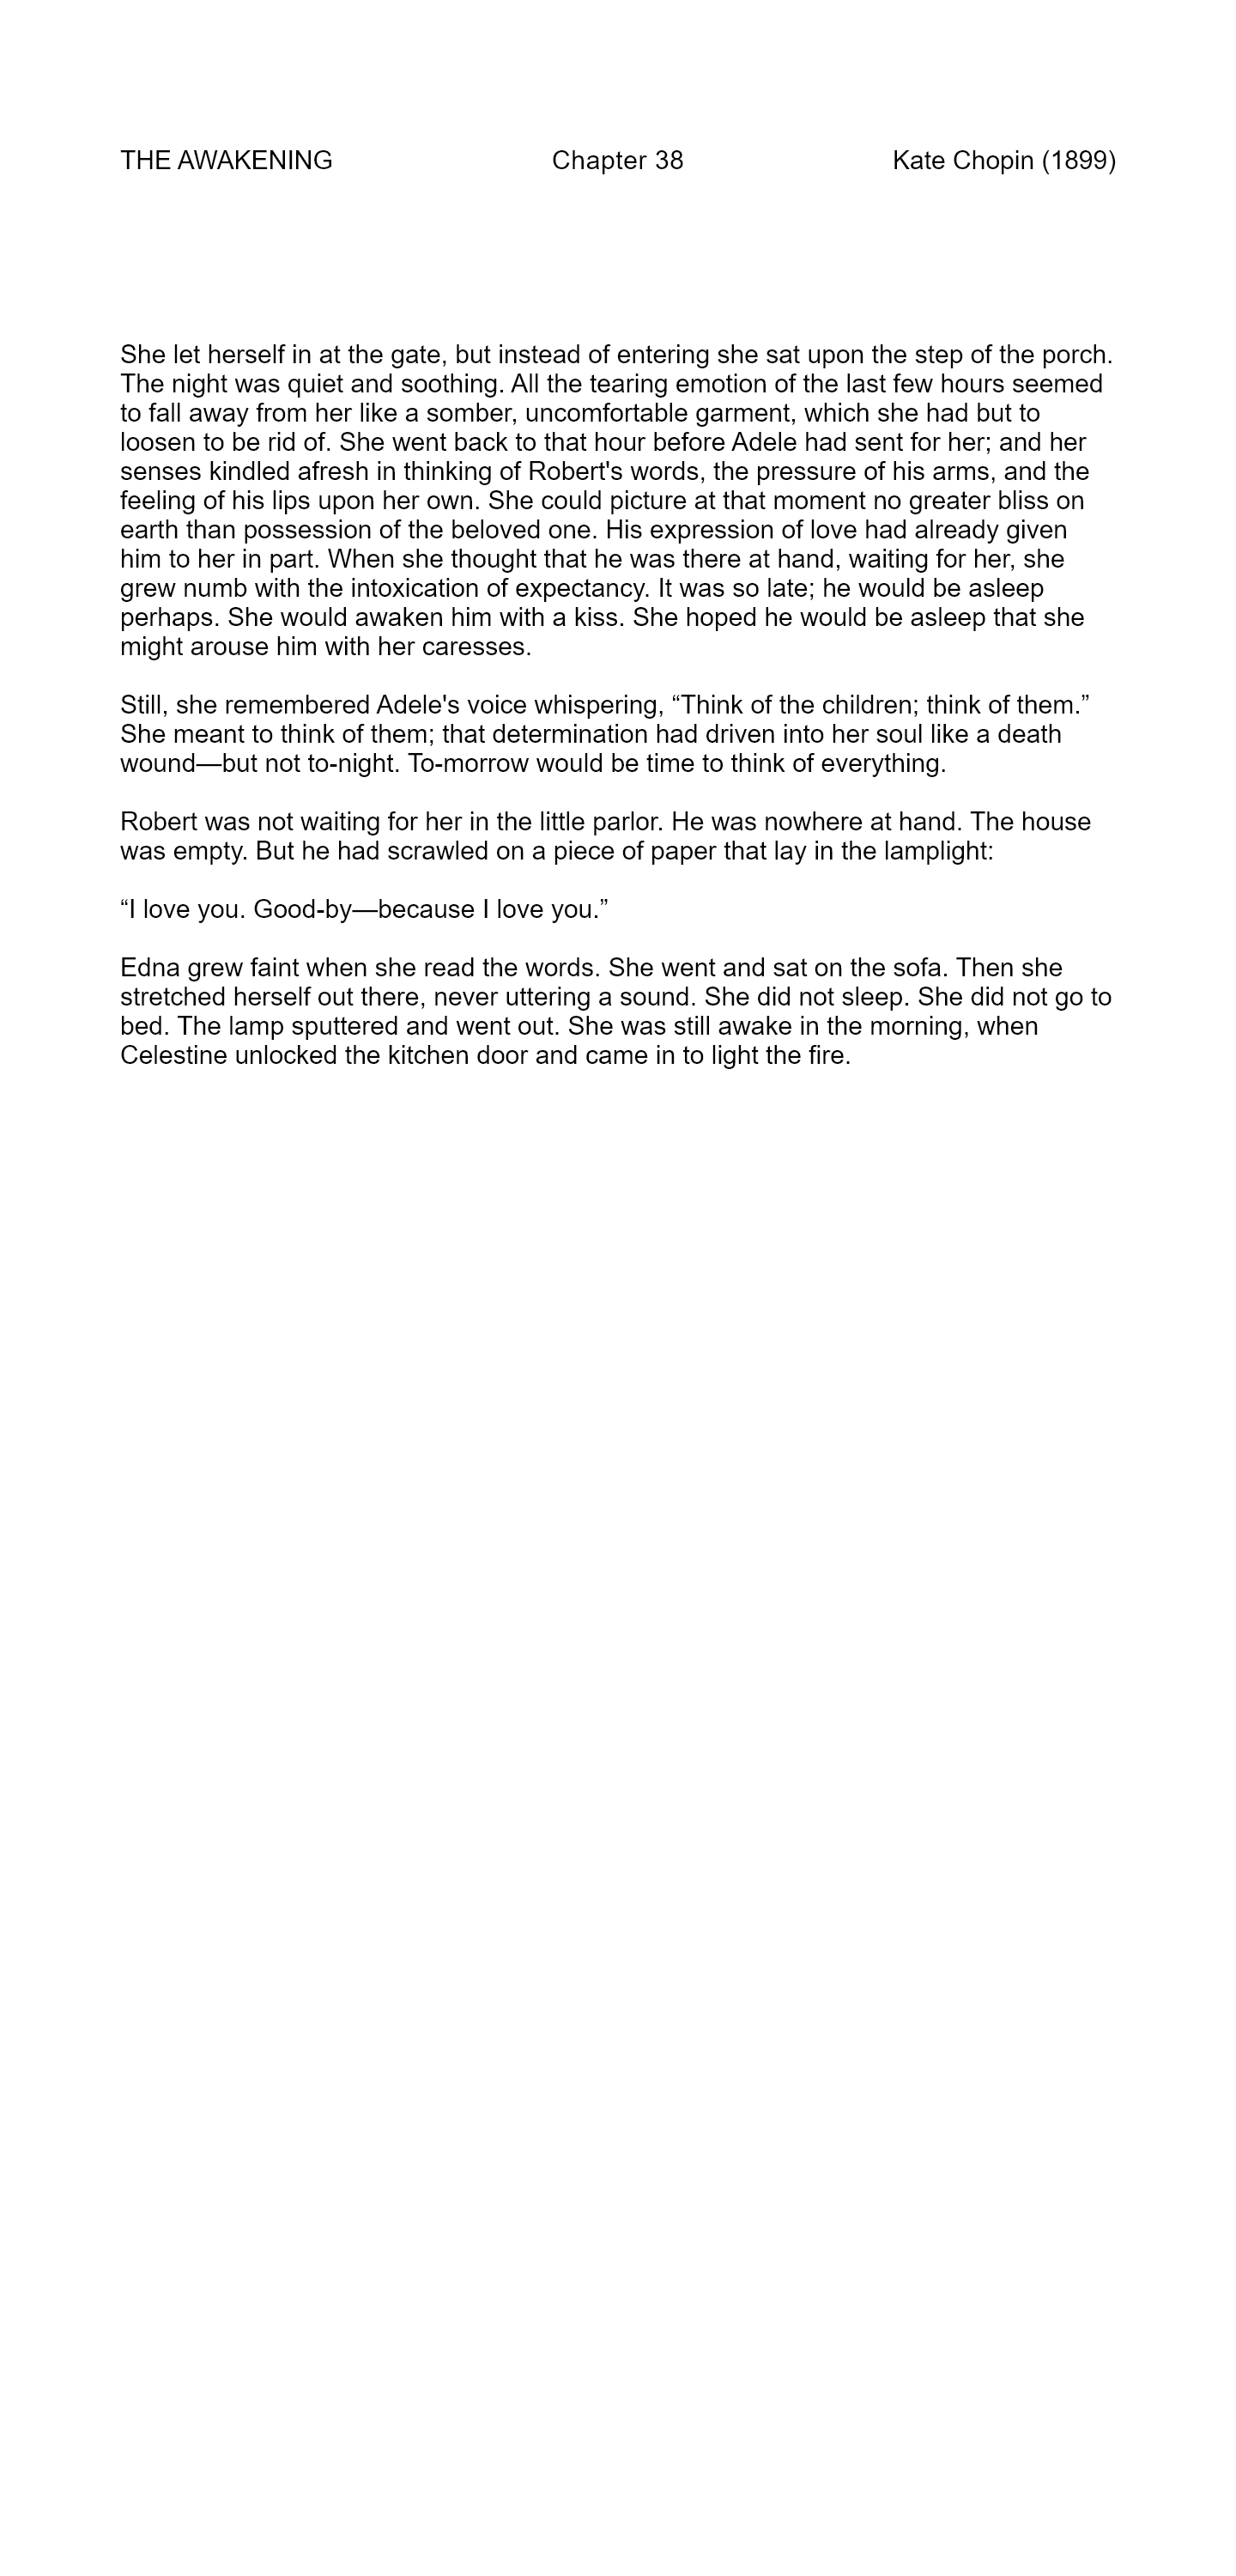 THE AWAKENING Chapter 38 Kate Chopin (1899)
She let herself in at the gate, but instead of entering she sat upon the step of the porch.
The night was quiet and soothing. All the tearing emotion of the last few hours seemed
to fall away from her like a somber, uncomfortable garment, which she had but to
loosen to be rid of. She went back to that hour before Adele had sent for her; and her
senses kindled afresh in thinking of Robert's words, the pressure of his arms, and the
feeling of his lips upon her own. She could picture at that moment no greater bliss on
earth than possession of the beloved one. His expression of love had already given
him to her in part. When she thought that he was there at hand, waiting for her, she
grew numb with the intoxication of expectancy. It was so late; he would be asleep
perhaps. She would awaken him with a kiss. She hoped he would be asleep that she
might arouse him with her caresses.
Still, she remembered Adele's voice whispering, “Think of the children; think of them.”
She meant to think of them; that determination had driven into her soul like a death
wound—but not to-night. To-morrow would be time to think of everything.
Robert was not waiting for her in the little parlor. He was nowhere at hand. The house
was empty. But he had scrawled on a piece of paper that lay in the lamplight:
“I love you. Good-by—because I love you.”
Edna grew faint when she read the words. She went and sat on the sofa. Then she
stretched herself out there, never uttering a sound. She did not sleep. She did not go to
bed. The lamp sputtered and went out. She was still awake in the morning, when
Celestine unlocked the kitchen door and came in to light the fire.